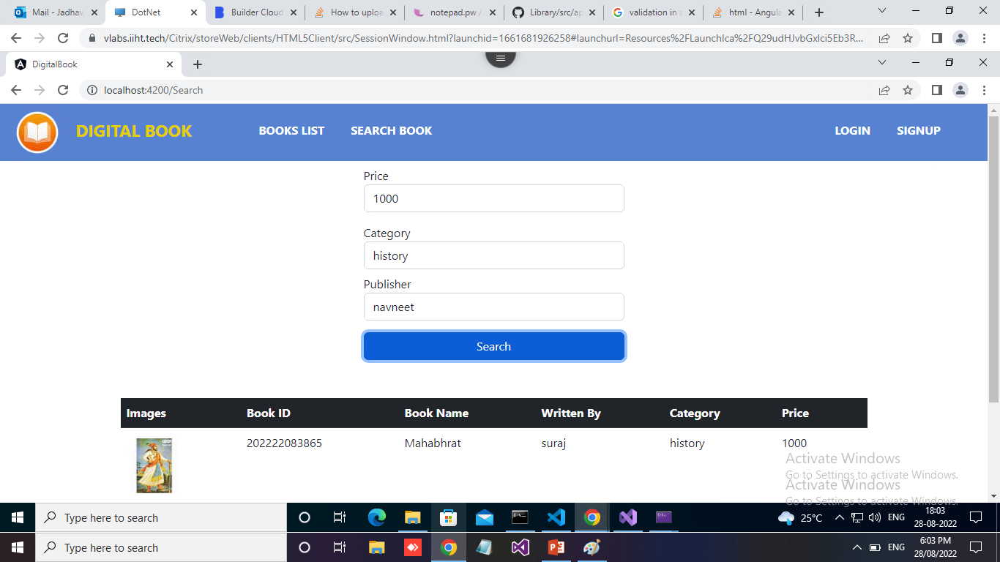 Mail - Jadhav
DotNet
Builder Cloud
How to uploa
notepad.pw /
Library/src/ap
validation in a
html - Angula
vlabs.iiht.tech/Citrix/storeWeb/clients/HTML5Client/src/SessionWindow.html?launchid=1661681926258#launchurl=Resources%2FLaunchIca%2FQ29udHJvbGxlci5Eb3R...
DigitalBook
localhost:4200/Search
DIGITAL BOOK
BOOKS LIST
SEARCH BOOK
LOGIN
SIGNUP
Price
1000
Category
history
Publisher
navneet
Search
Images Book ID Book Name Written By Category Price
202222083865 Mahabhrat suraj history 1000
Activate Windows
Go to Settings to activate Windows.
Activate Windows
Go to Settings to activate Windows.
Type here to search
25°C
ENG
18:03
28-08-2022
Type here to search
ENG
6:03 PM
28/08/2022